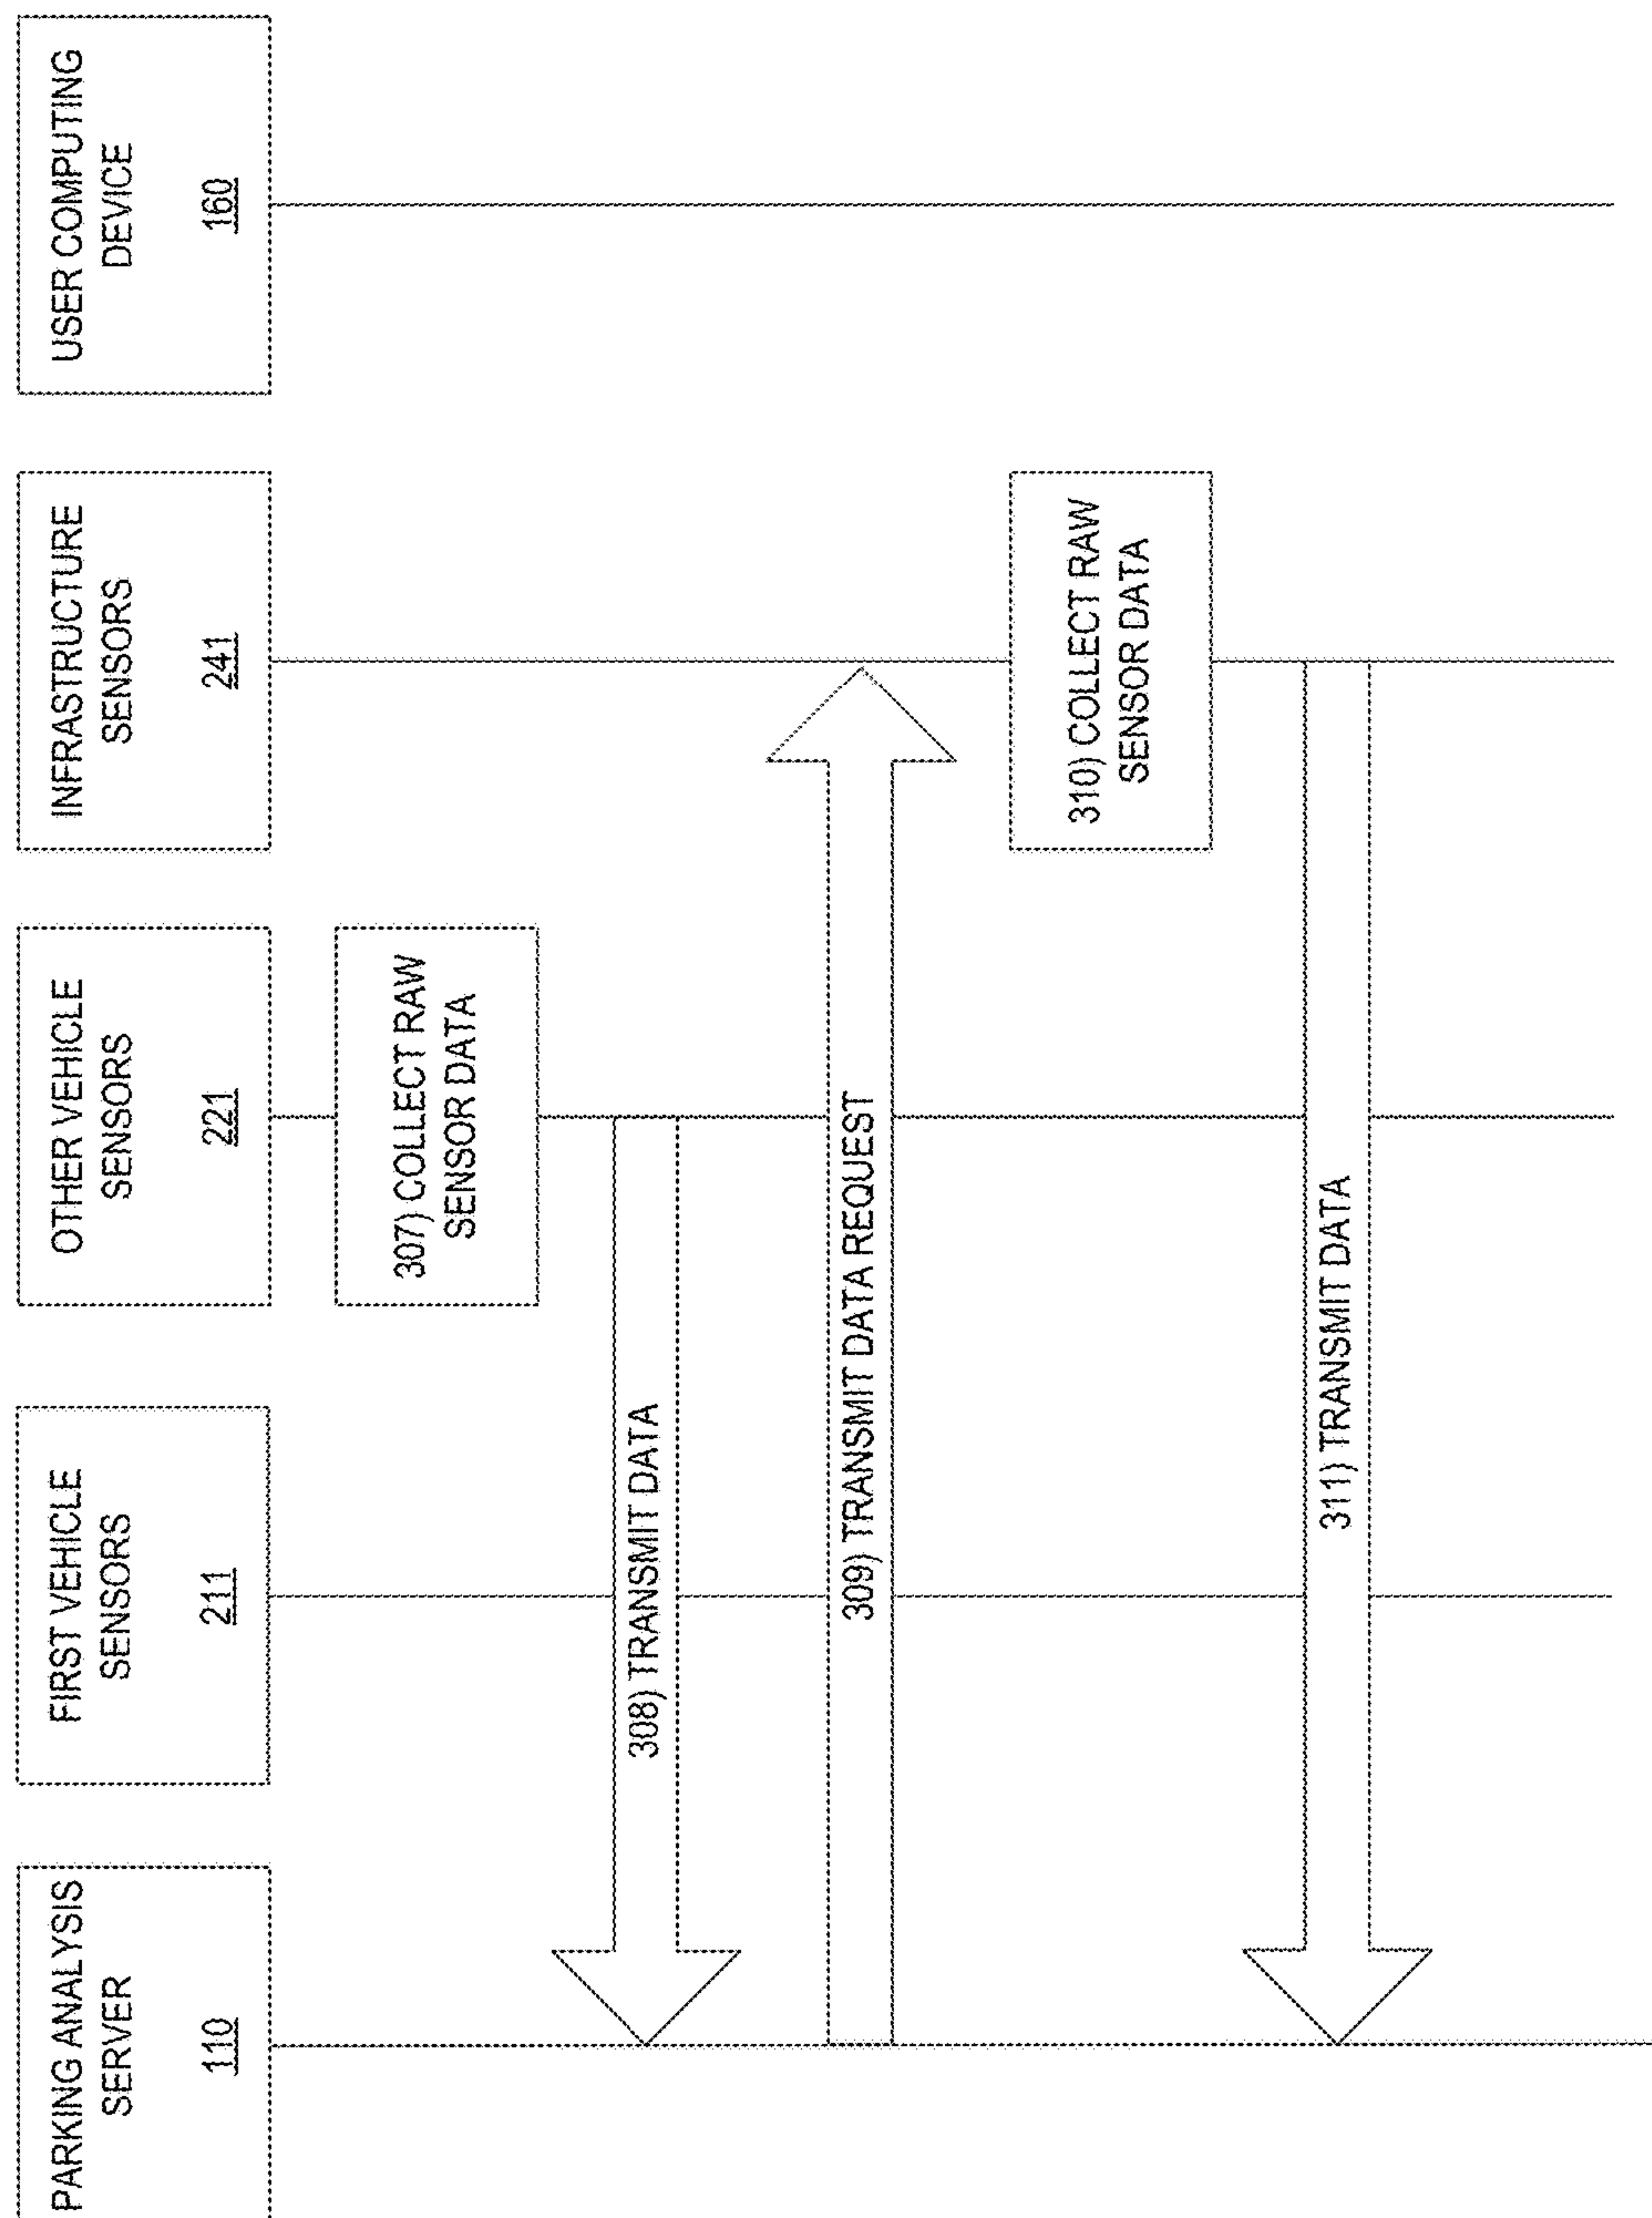 PARKING ANALYSIS
SERVER
110
FIRST VEHICLE
SENSORS
211
OTHER VEHICLE
SENSORS
221
INFRASTRUCTURE
SENSORS
241
USER COMPUTING
DEVICE
160
307) COLLECT RAW
SENSOR DATA
308) TRANSMIT DATA
309) TRANSMIT DATA REQUEST
310) COLLECT RAW
SENSOR DATA
311) TRANSMIT DATA